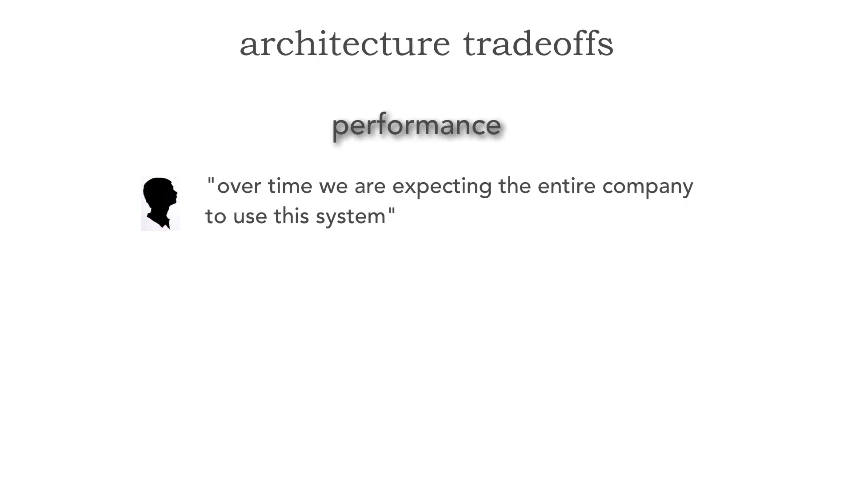 architecture tradeoffs
performance
"over time we are expecting the entire company
to use this system"